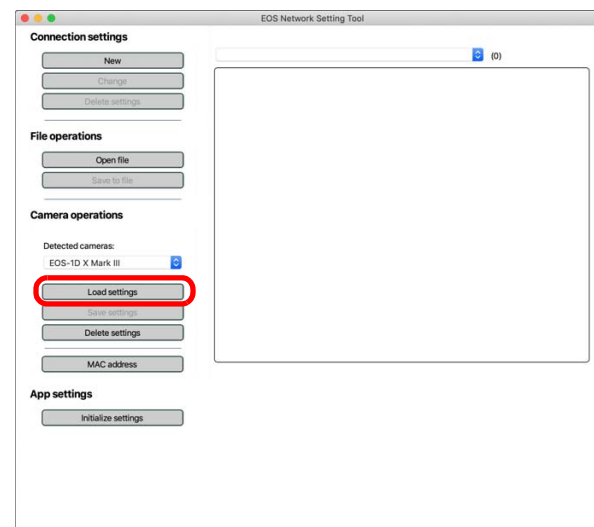 EOS Network Setting Tool
Connection settings
New
Change
Delete settings
(0)
File operations
Open file
Save to file
Camera operations
Detected cameras:
EOS-1D X Mark III
Load settings
Save settings
Delete settings
MAC address
App settings
Initialize settings